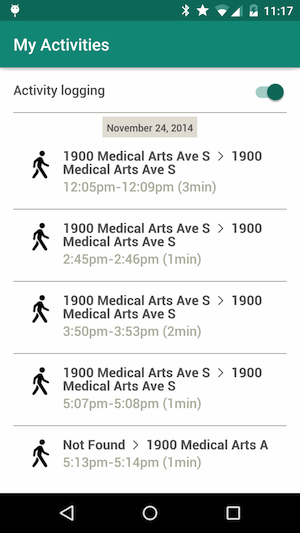 11:17
My Activities
Activity logging
November 24, 2014
1900 Medical Arts Ave S > 1900
Medical Arts Ave S
12:05pm-12:09pm (3min)
1900 Medical Arts Ave S > 1900
Medical Arts Ave S
2:45pm-2:46pm (1min)
1900 Medical Arts Ave S > 1900
Medical Arts Ave S
3:50pm-3:53pm (2min)
1900 Medical Arts Ave S > 1900
Medical Arts Ave S
5:07pm-5:08pm (1min)
Not Found > 1900 Medical Arts A
5:13pm-5:14pm (1min)